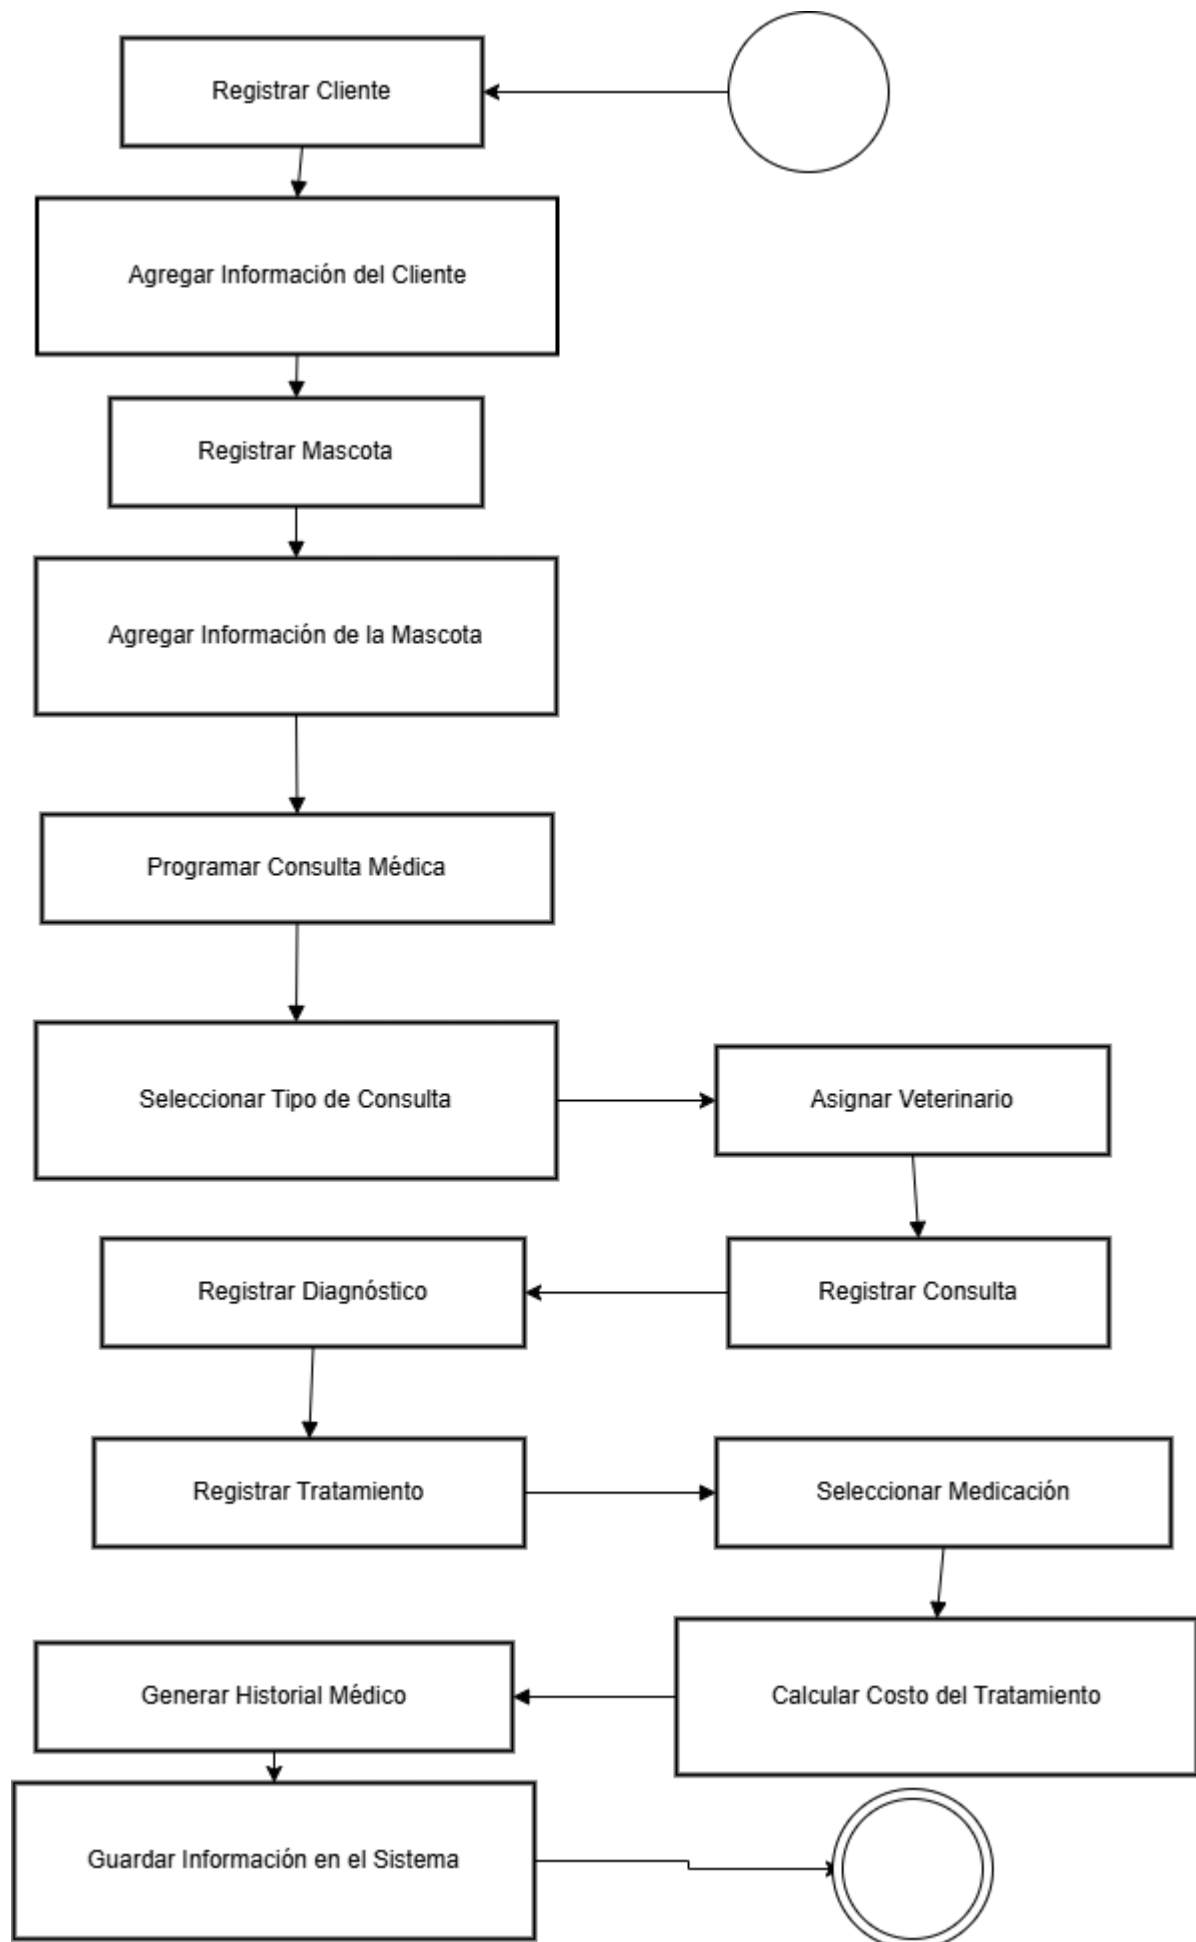 Registrar Cliente
Agregar Información del Cliente
Registrar Mascota
Agregar Información de la Mascota
Programar Consulta Médica
Seleccionar Tipo de Consulta
Asignar Veterinario
Registrar Consulta
Registrar Diagnóstico
Registrar Tratamiento
Seleccionar Medicación
Calcular Costo del Tratamiento
Generar Historial Médico
Guardar Información en el Sistema